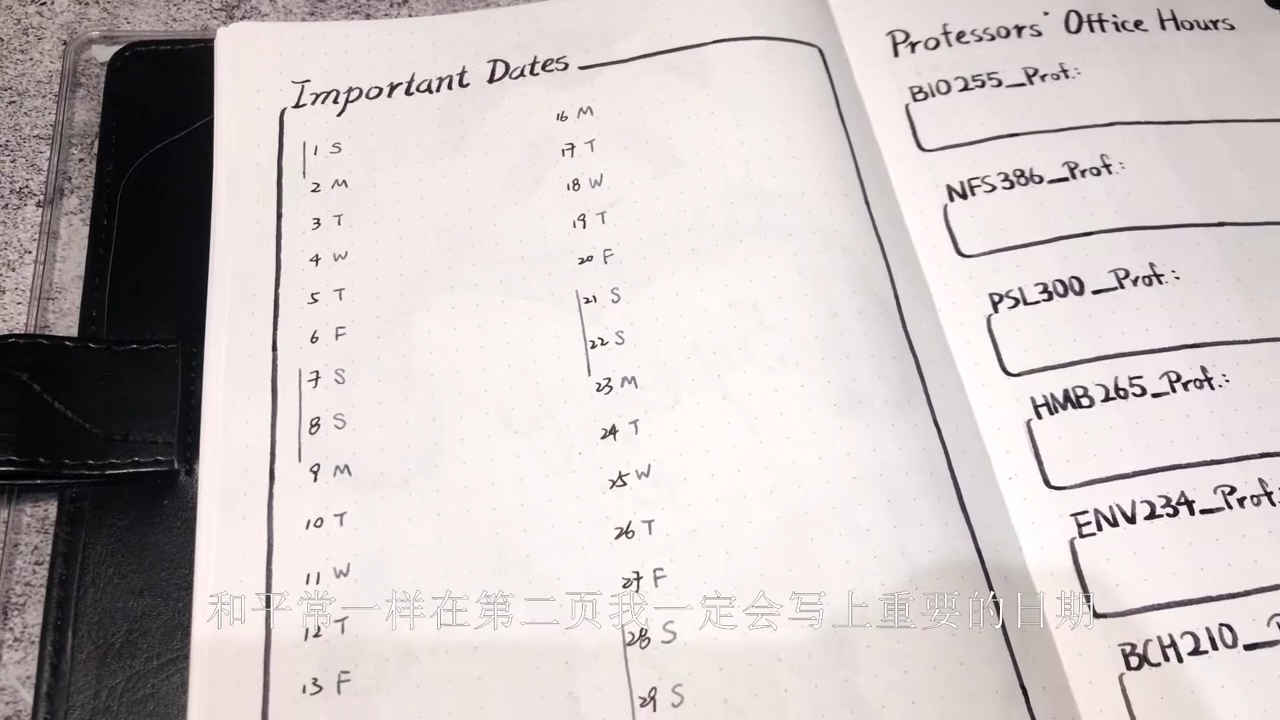 Important Dates
1 S
2 M
3 T
4 W
5 T
6 F
7 S
8 S
9 M
10 T
11 W
12 T
13 F
16 M
17 T
18 W
19 T
20 F
21 S
22 S
23 M
24 T
25 W
26 T
27 F
28 S
29 S
Professors' Office Hours
BIO255_Prof.:
NFS386_Prof.:
PSL300_Prof.:
HMB265_Prof.:
ENV234_Prof.:
BCH210_P
和平常一样在第二页我一定会写上重要的日期